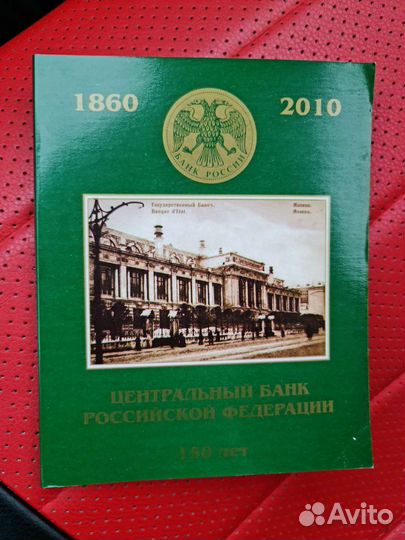 1860
2010
БАНК РОССИИ
Государственный Банкъ.
Banque d'Etat.
Москва.
Moscou.
ЦЕНТРАЛЬНЫЙ БАНК
РОССИЙСКОЙ ФЕДЕРАЦИИ
150 лет
Avito